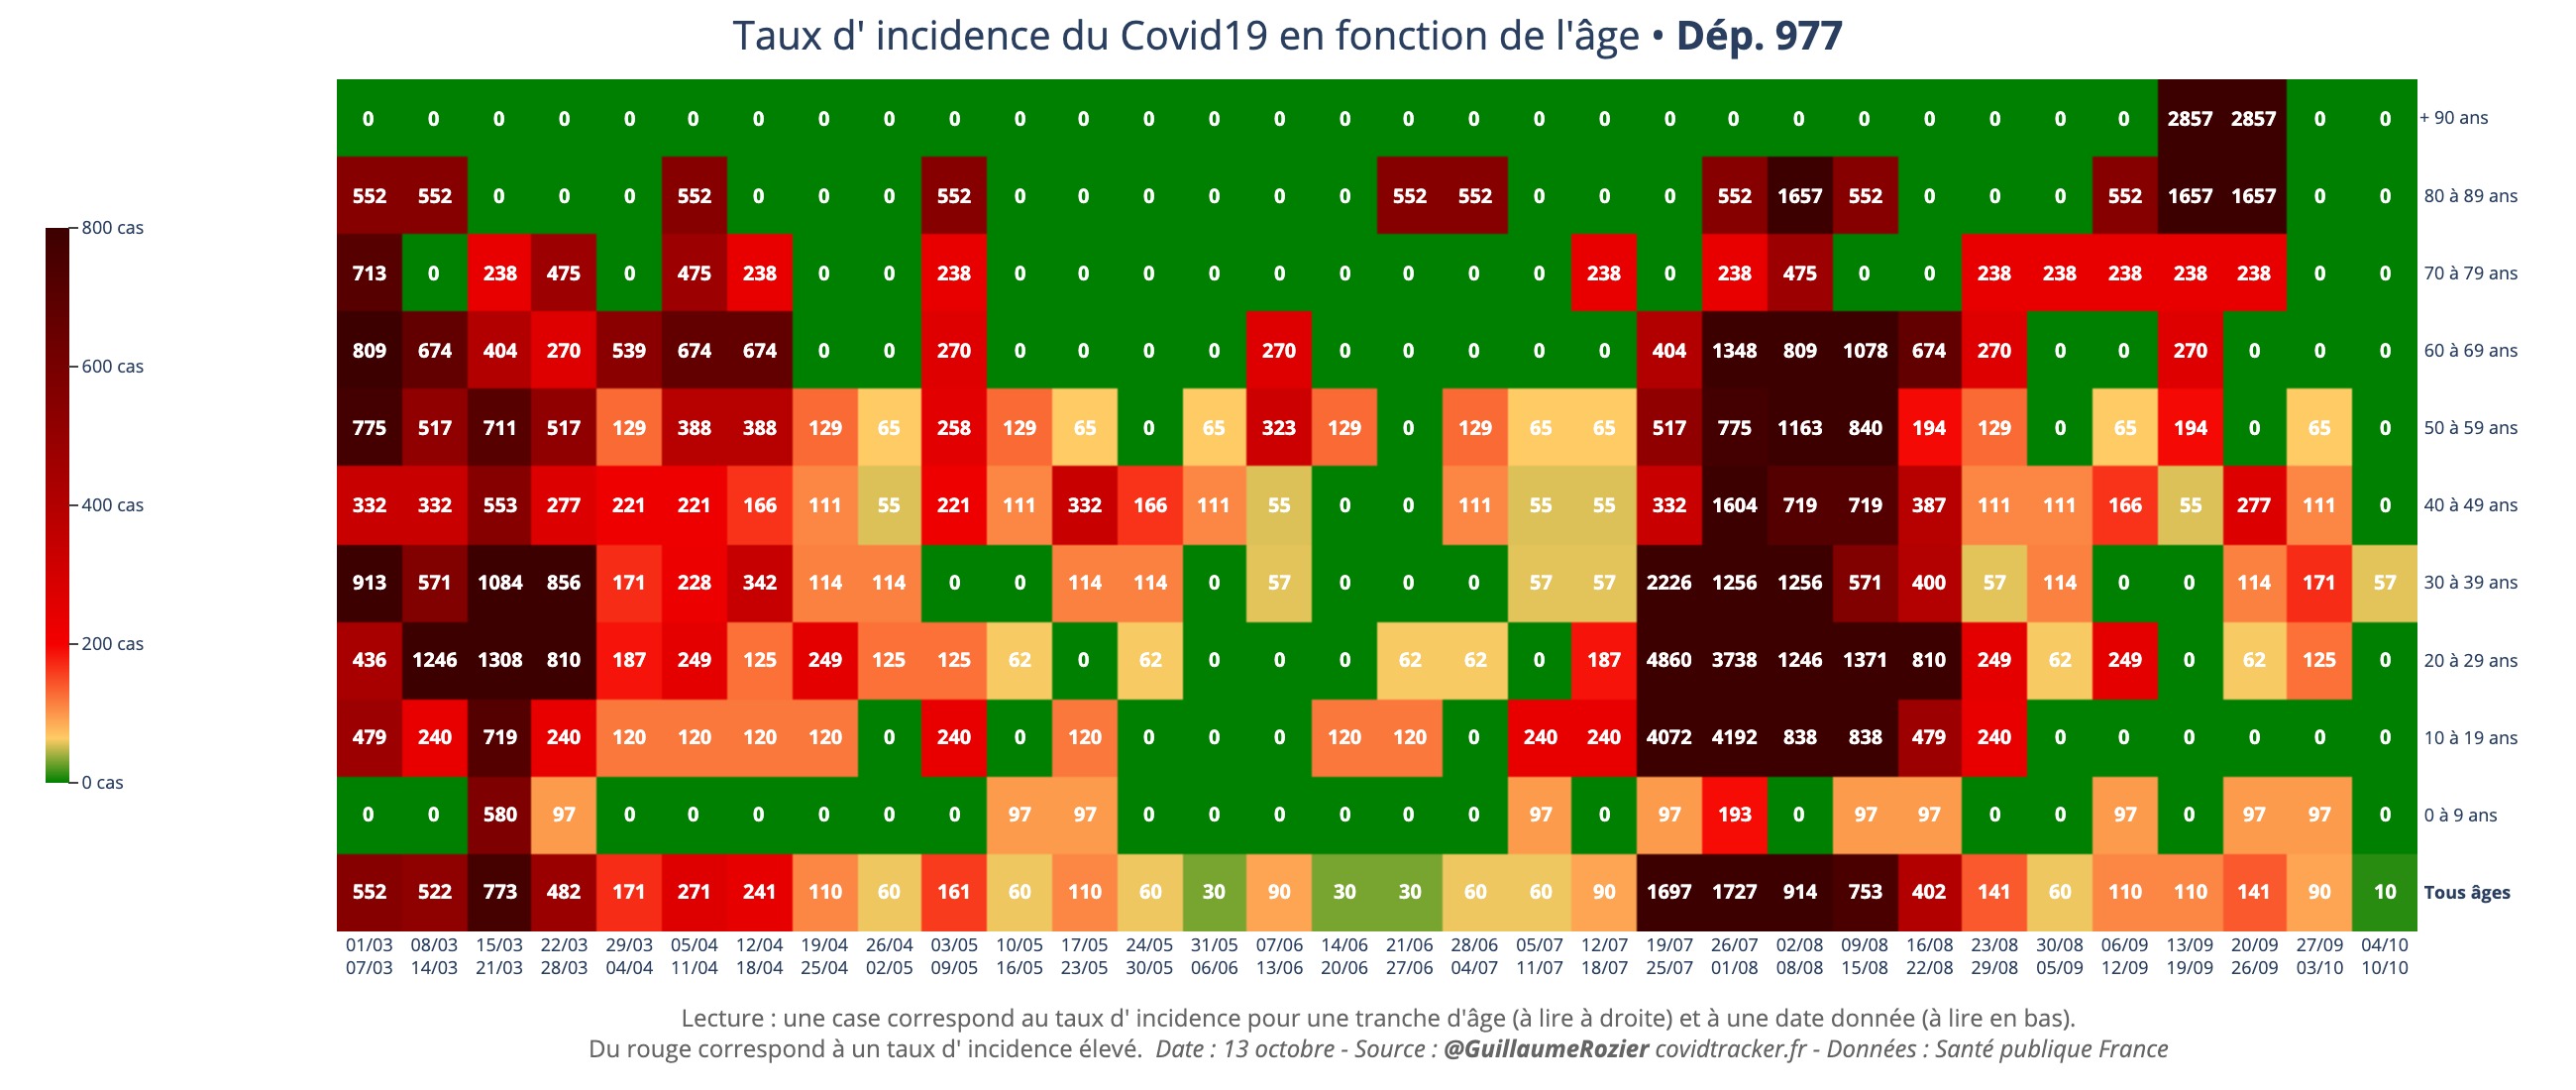 Taux d' incidence du Covid19 en fonction de l'âge • Dép. 977
0 0 0 0 0 0 0 0 0 0 0 0 0 0 0 0 0 0 0 0 0 0 0 0 0 0 0 0 2857 2857 0 0 + 90 ans
552 552 0 0 0 552 0 0 0 552 0 0 0 0 0 0 552 552 0 0 0 552 1657 552 0 0 0 552 1657 1657 0 0 80 à 89 ans
800 cas
713 0 238 475 0 475 238 0 0 238 0 0 0 0 0 0 0 0 0 238 0 238 475 0 0 238 238 238 238 238 0 0 70 à 79 ans
809 674 404 270 539 674 674 0 0 270 0 0 0 0 270 0 0 0 0 0 404 1348 809 1078 674 270 0 0 270 0 0 0 60 à 69 ans
600 cas
775 517 711 517 129 388 388 129 65 258 129 65 0 65 323 129 0 129 65 65 517 775 1163 840 194 129 0 65 194 0 65 0 50 à 59 ans
400 cas
332 332 553 277 221 221 166 111 55 221 111 332 166 111 55 0 0 111 55 55 332 1604 719 719 387 111 111 166 55 277 111 0 40 à 49 ans
913 571 1084 856 171 228 342 114 114 0 0 114 114 0 57 0 0 0 57 57 2226 1256 1256 571 400 57 114 0 0 114 171 57 30 à 39 ans
200 cas
436 1246 1308 810 187 249 125 249 125 125 62 0 62 0 0 0 62 62 0 187 4860 3738 1246 1371 810 249 62 249 0 62 125 0 20 à 29 ans
479 240 719 240 120 120 120 120 0 240 0 120 0 0 0 120 120 0 240 240 4072 4192 838 838 479 240 0 0 0 0 0 0 10 à 19 ans
0 cas
0 0 580 97 0 0 0 0 0 0 97 97 0 0 0 0 0 0 97 0 97 193 0 97 97 0 0 97 0 97 97 0 0 à 9 ans
552 522 773 482 171 271 241 110 60 161 60 110 60 30 90 30 30 60 60 90 1697 1727 914 753 402 141 60 110 110 141 90 10 Tous âges
01/03 08/03 15/03 22/03 29/03 05/04 12/04 19/04 26/04 03/05 10/05 17/05 24/05 31/05 07/06 14/06 21/06 28/06 05/07 12/07 19/07 26/07 02/08 09/08 16/08 23/08 30/08 06/09 13/09 20/09 27/09 04/10
07/03 14/03 21/03 28/03 04/04 11/04 18/04 25/04 02/05 09/05 16/05 23/05 30/05 06/06 13/06 20/06 27/06 04/07 11/07 18/07 25/07 01/08 08/08 15/08 22/08 29/08 05/09 12/09 19/09 26/09 03/10 10/10
Lecture : une case correspond au taux d' incidence pour une tranche d'âge (à lire à droite) et à une date donnée (à lire en bas).
Du rouge correspond à un taux d' incidence élevé. Date : 13 octobre - Source : @GuillaumeRozier covidtracker.fr - Données : Santé publique France